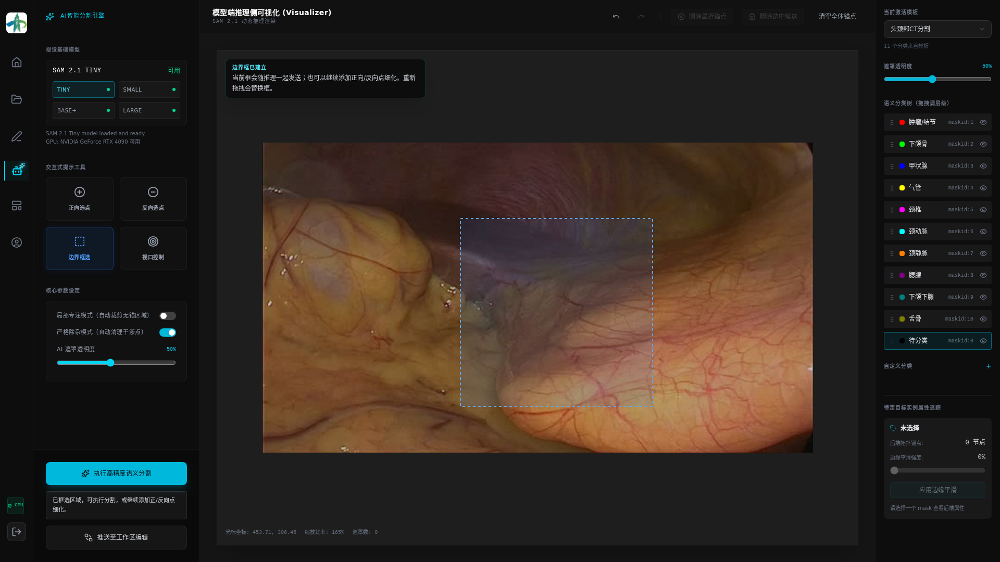 AI智能分割引擎
视觉基础模型
SAM 2.1 TINY
可用
TINY
SMALL
BASE+
LARGE
SAM 2.1 Tiny model loaded and ready.
GPU: NVIDIA GeForce RTX 4090 可用
交互式提示工具
正向选点
反向选点
边界框选
视口控制
核心参数设定
局部专注模式（自动裁剪无锚区域）
严格除杂模式（自动清理干涉点）
AI 遮罩透明度
50%
执行高精度语义分割
已框选区域，可执行分割，或继续添加正/反向点
细化。
推送至工作区编辑
GPU
模型端推理侧可视化 (Visualizer)
SAM 2.1 动态推理渲染
删除最近锚点
删除选中候选
清空全体锚点
边界框已建立
当前框会随推理一起发送；也可以继续添加正向/反向点细化。重新
拖拽会替换框。
光标坐标: 453.71, 306.45
缩放比率: 165%
遮罩数: 0
当前激活模板
头颈部CT分割
11 个分类来自模板
遮罩透明度
50%
语义分类树（拖拽调层级）
肿瘤/结节
maskid:1
下颌骨
maskid:2
甲状腺
maskid:3
气管
maskid:4
颈椎
maskid:5
颈动脉
maskid:6
颈静脉
maskid:7
腮腺
maskid:8
下颌下腺
maskid:9
舌骨
maskid:10
待分类
maskid:0
自定义分类
特定目标实例属性追踪
未选择
后端拓扑锚点:
0 节点
边缘平滑强度:
0%
应用边缘平滑
请选择一个 mask 查看后端属性